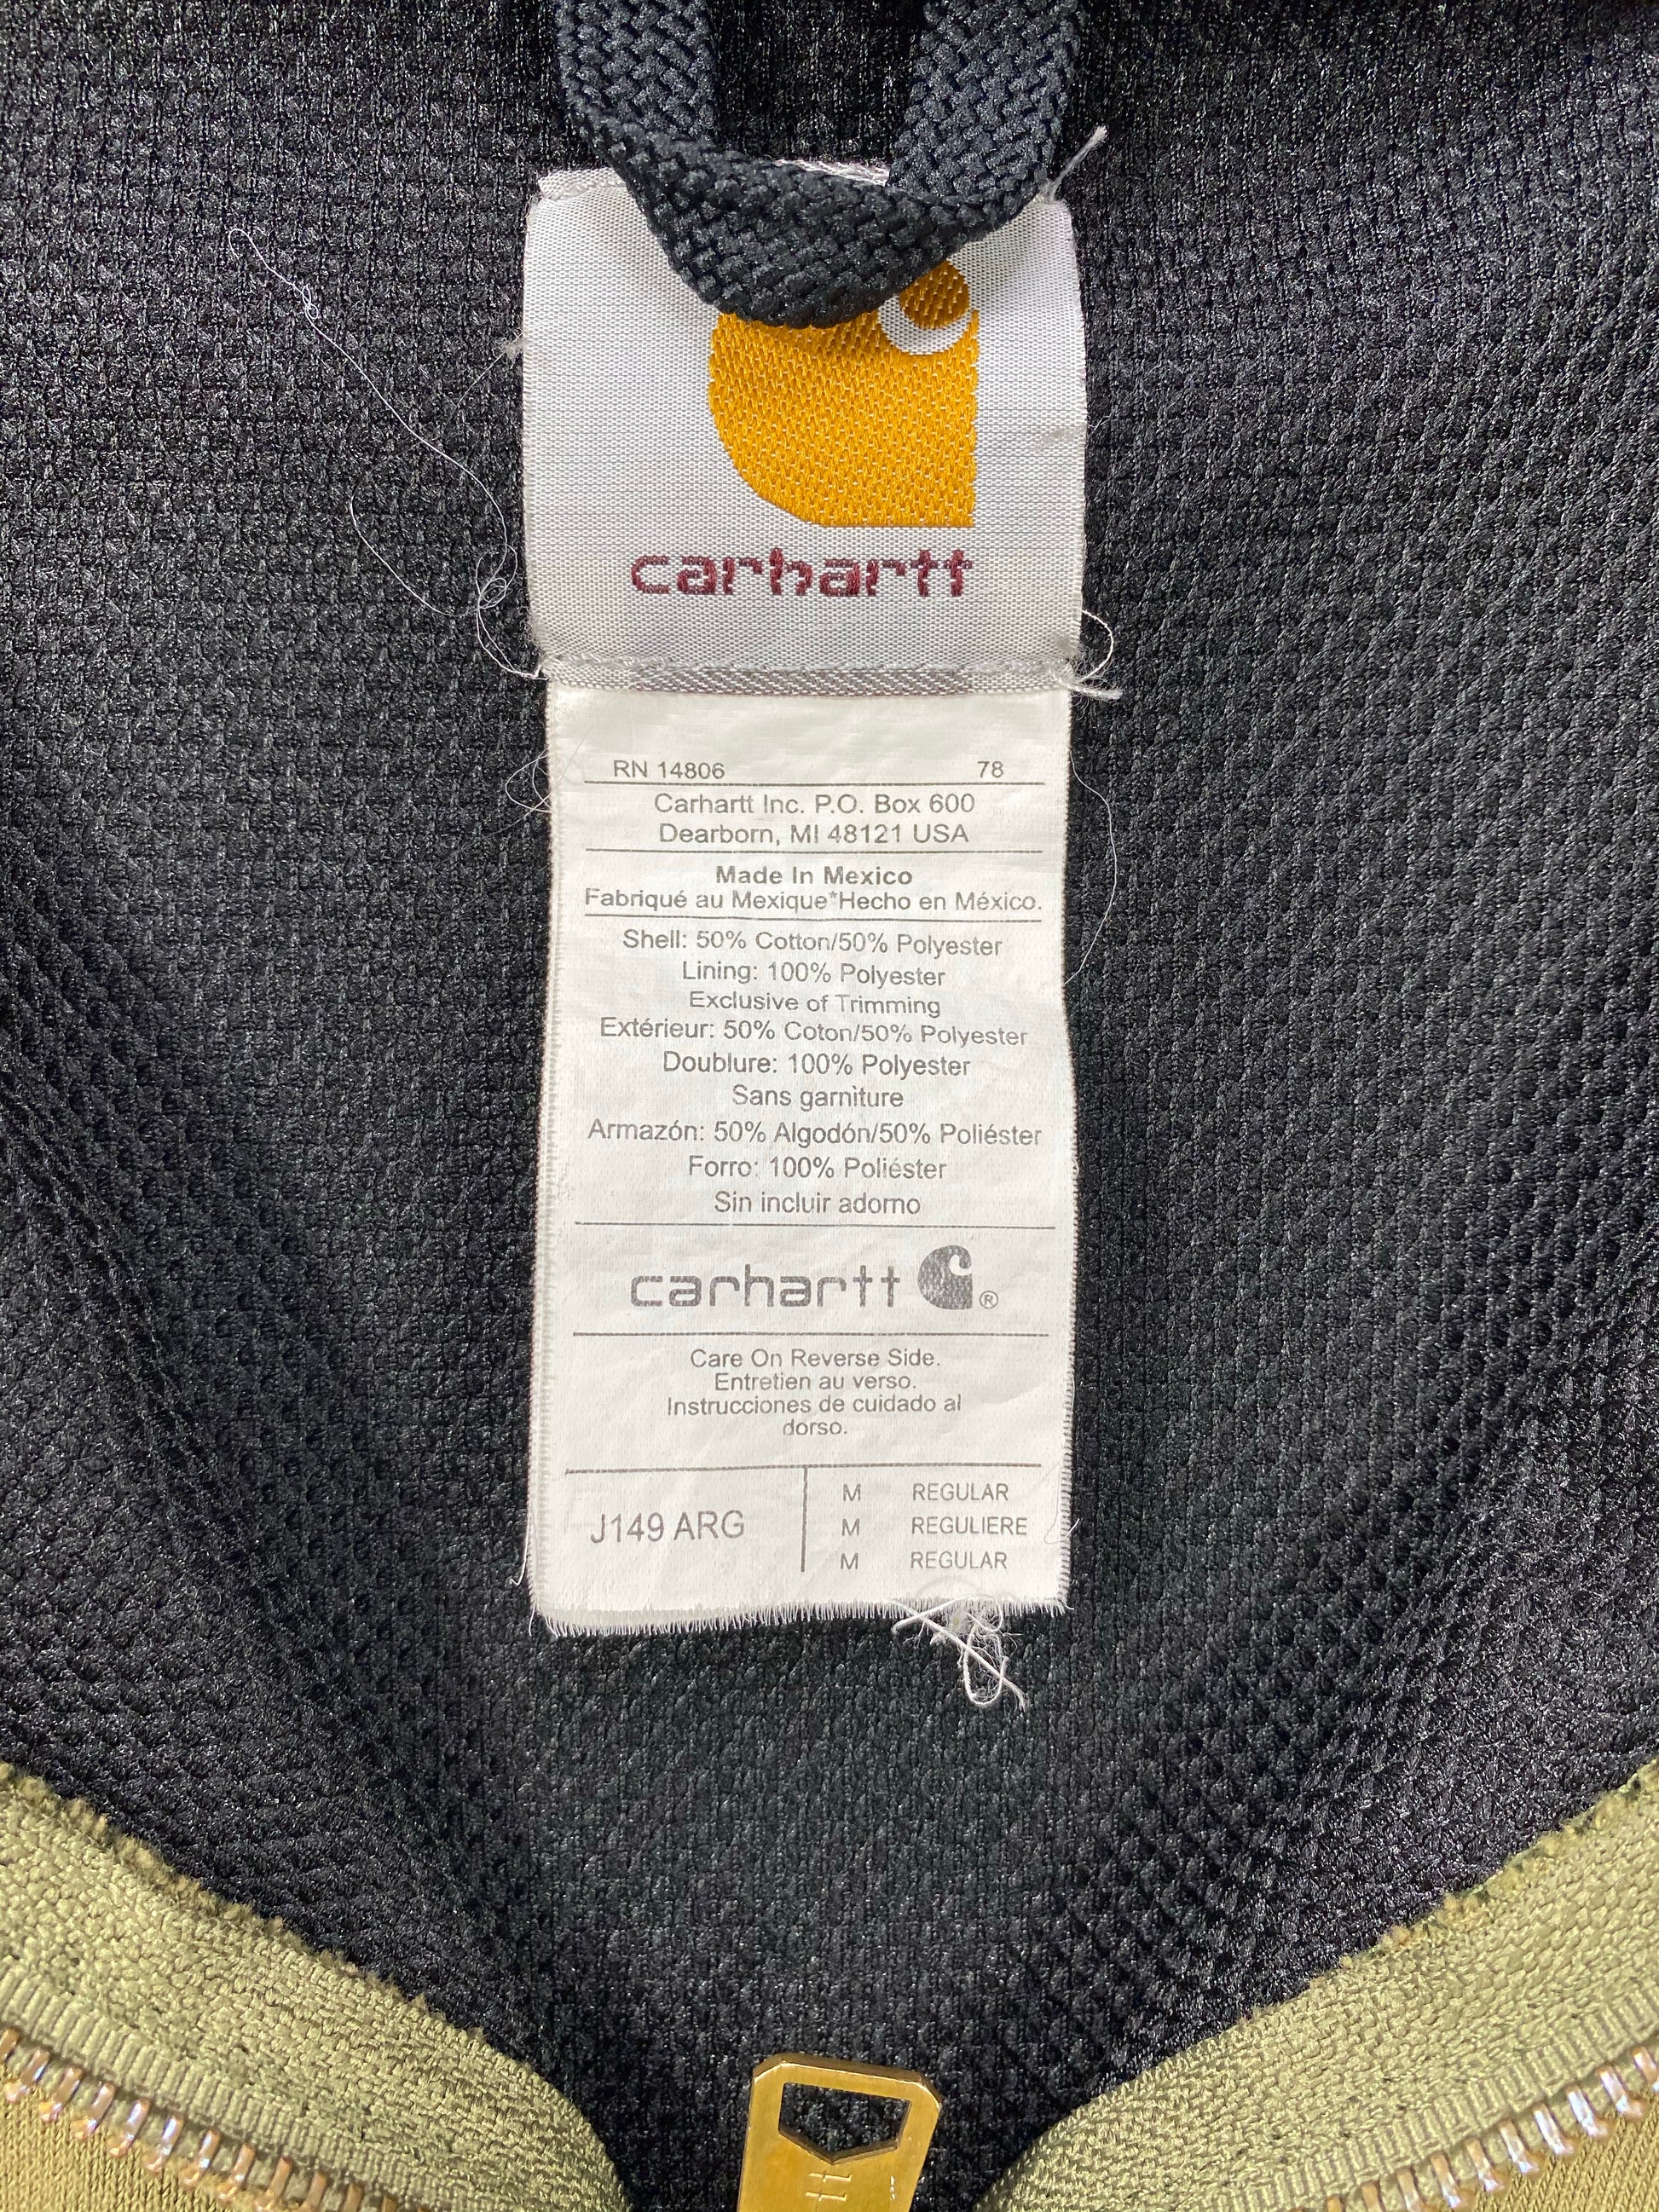 carhartt
RN 14806 78
Carhartt Inc. P.O. Box 600
Dearborn, MI 48121 USA
Made In Mexico
Fabriqué au Mexique*Hecho en México.
Shell: 50% Cotton/50% Polyester
Lining: 100% Polyester
Exclusive of Trimming
Extérieur: 50% Coton/50% Polyester
Doublure: 100% Polyester
Sans garniture
Armazón: 50% Algodón/50% Poliéster
Forro: 100% Poliéster
Sin incluir adorno
carhartt ®
Care On Reverse Side.
Entretien au verso.
Instrucciones de cuidado al
dorso.
J149 ARG
M REGULAR
M REGULIERE
M REGULAR